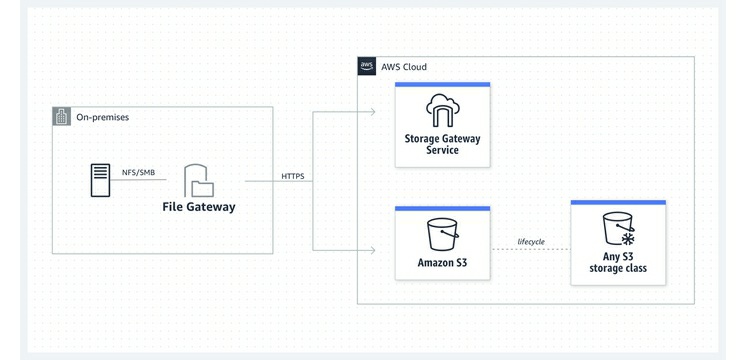 aws
AWS Cloud
On-premises
NFS/SMB
File Gateway
HTTPS
Storage Gateway
Service
Amazon S3
lifecycle
Any S3
storage class